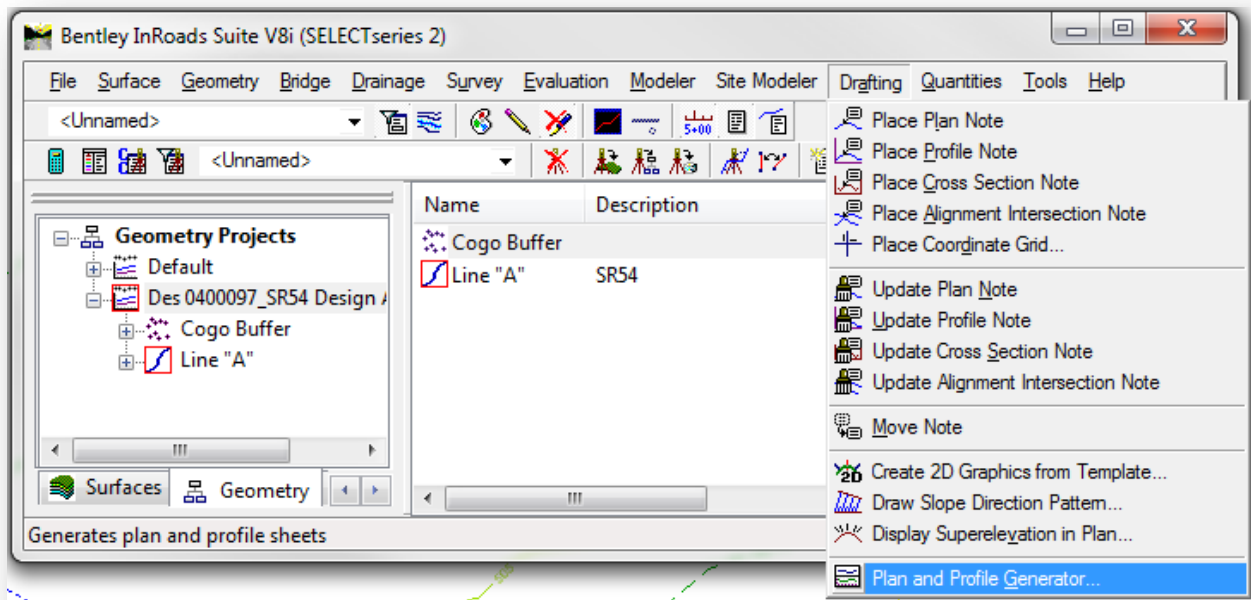 Bentley InRoads Suite V8i (SELECTseries 2)
File Surface Geometry Bridge Drainage Survey Evaluation Modeler Site Modeler Drafting Quantities Tools Help
<Unnamed>
5+00
<Unnamed>
Geometry Projects
Default
Des 0400097_SR54 Design A
Cogo Buffer
Line "A"
Surfaces Geometry
Name Description
Cogo Buffer
Line "A" SR54
Generates plan and profile sheets
Place Plan Note
Place Profile Note
Place Cross Section Note
Place Alignment Intersection Note
Place Coordinate Grid...
Update Plan Note
Update Profile Note
Update Cross Section Note
Update Alignment Intersection Note
Move Note
2D Create 2D Graphics from Template...
Draw Slope Direction Pattern...
Display Superelevation in Plan...
Plan and Profile Generator...
505